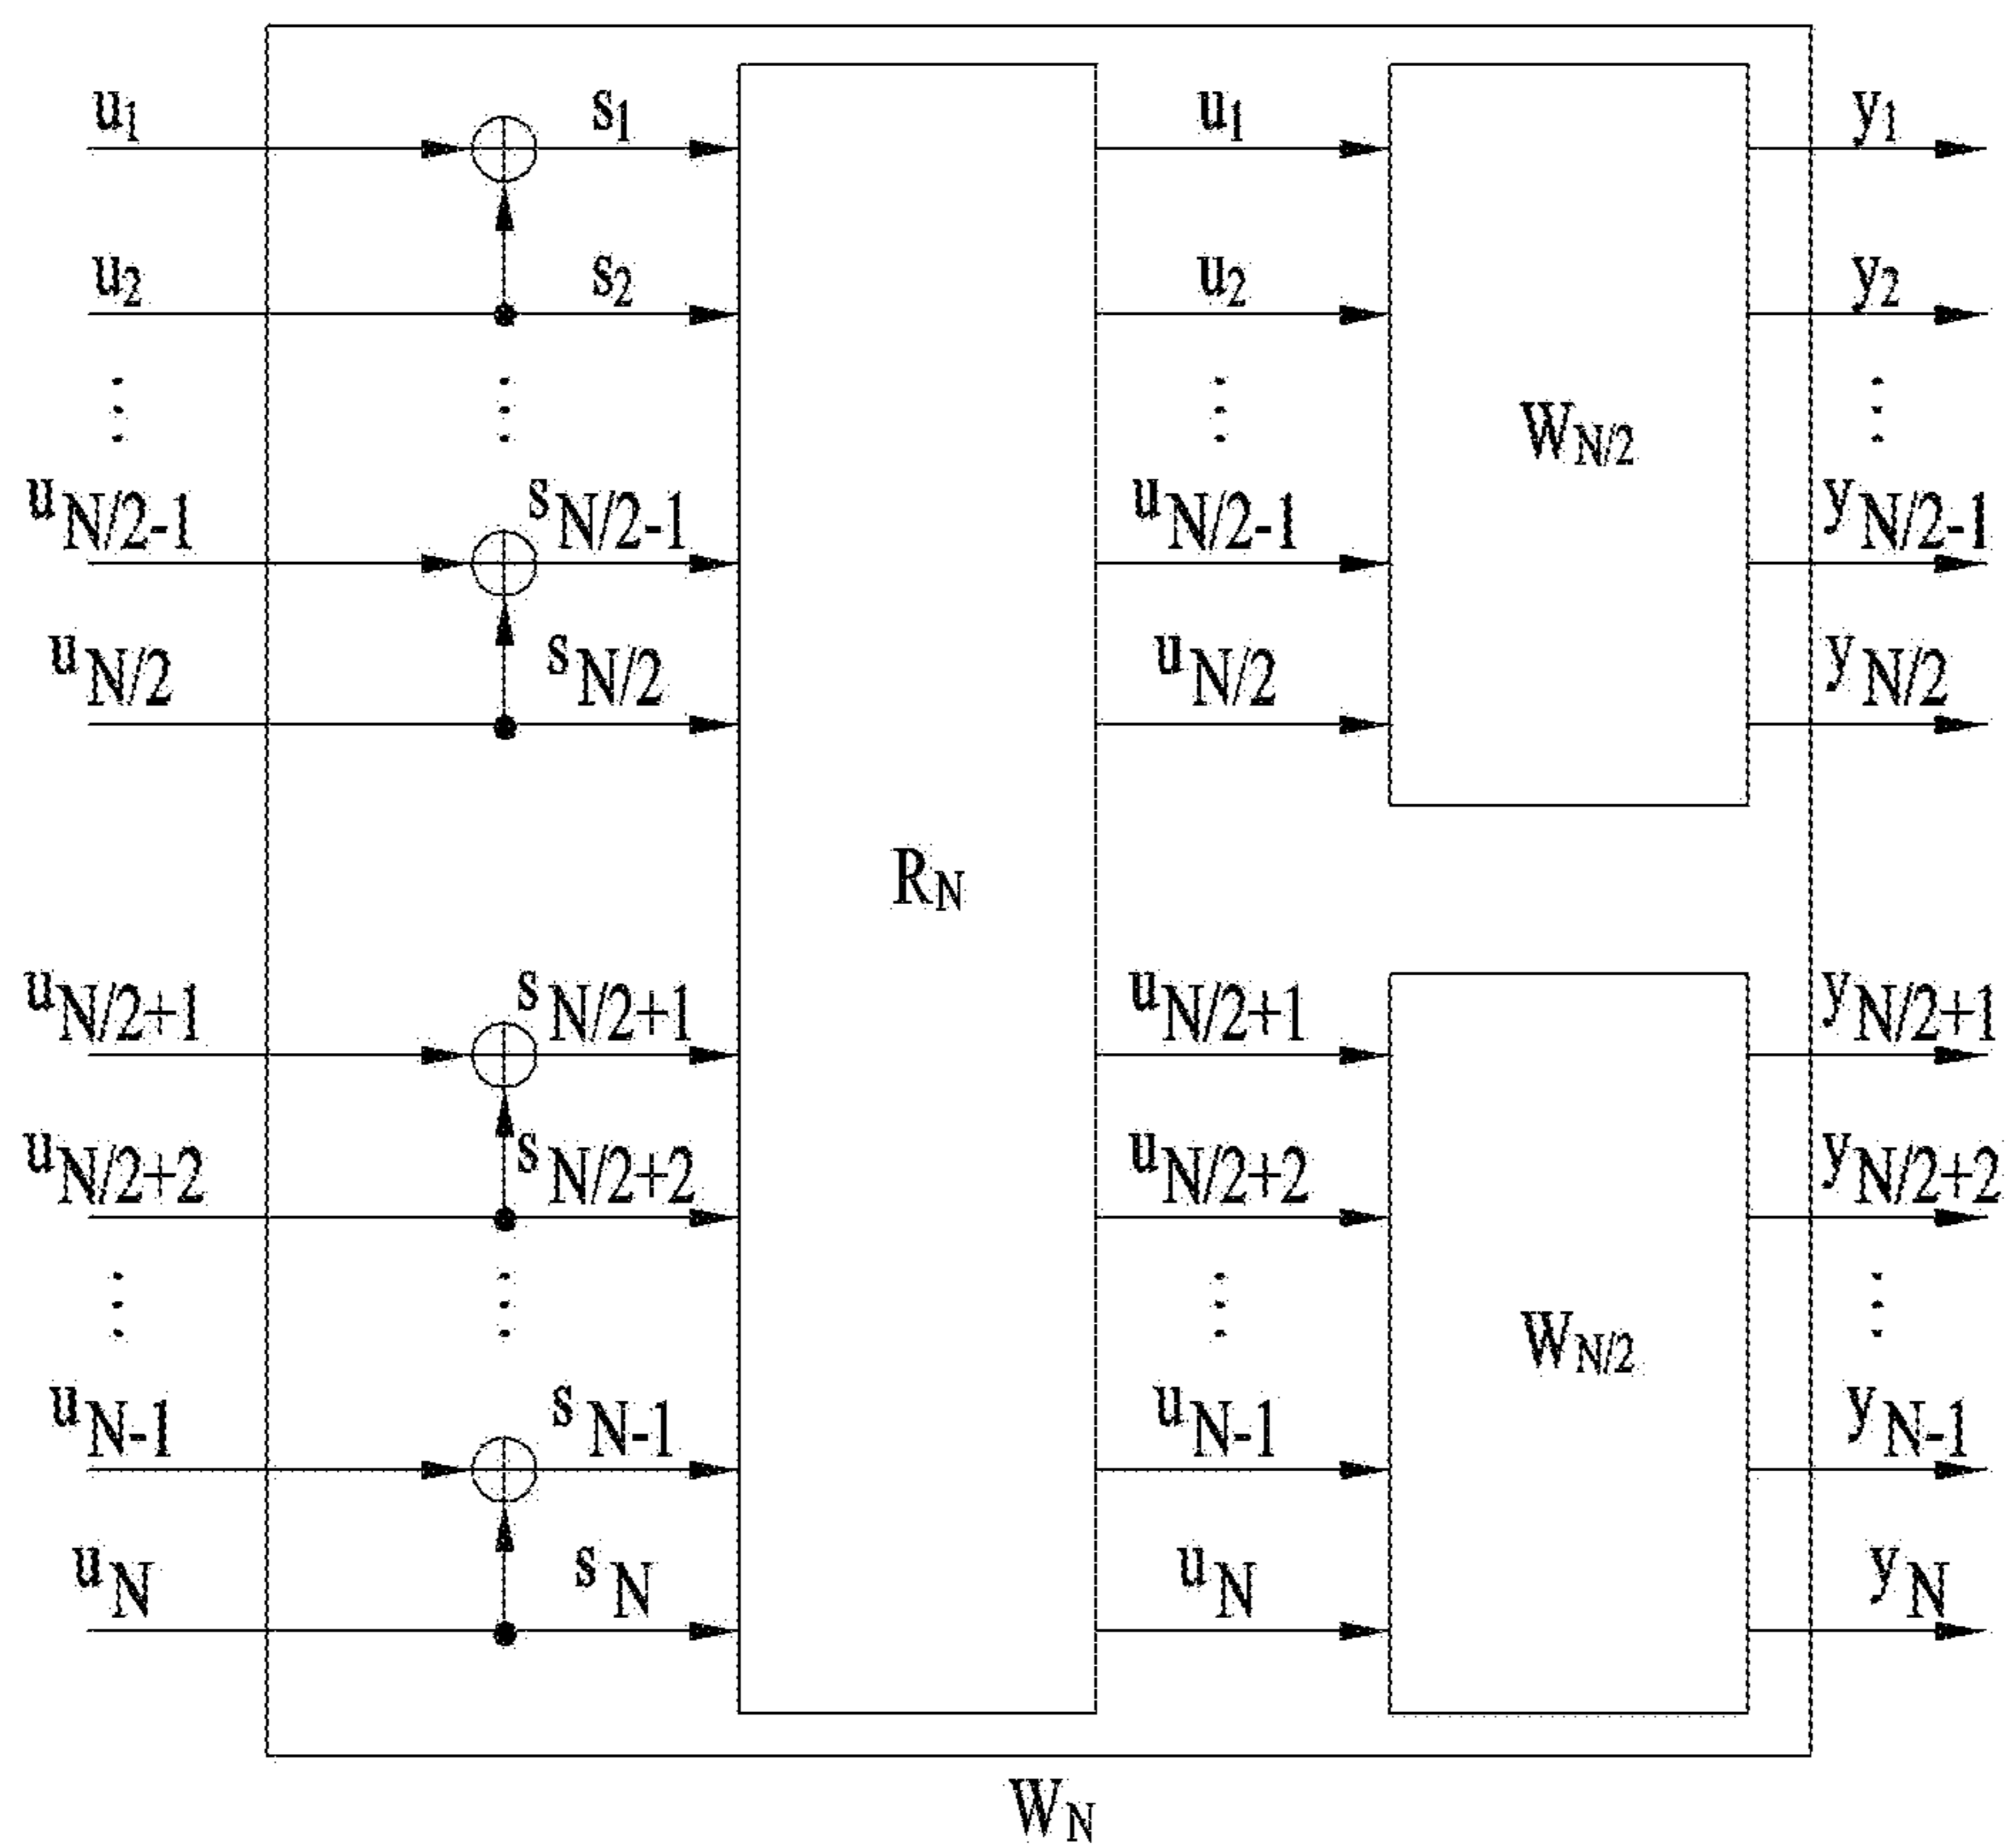 u1 s1 u1 y1
u2 s2 u2 y2
WN/2
uN/2-1 sN/2-1 uN/2-1 yN/2-1
uN/2 sN/2 uN/2 yN/2
RN
uN/2+1 sN/2+1 uN/2+1 yN/2+1
uN/2+2 sN/2+2 uN/2+2 yN/2+2
WN/2
uN-1 sN-1 uN-1 yN-1
uN sN uN yN
WN